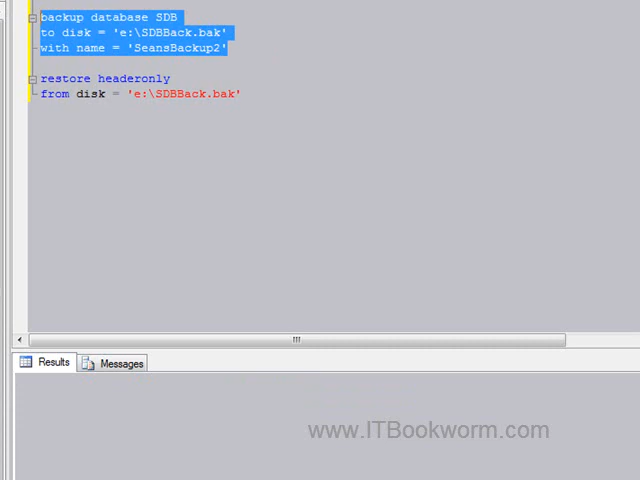 backup database SDB
to disk = 'e:\SDBBack.bak'
with name = 'SeansBackup2'
restore headeronly
from disk = 'e:\SDBBack.bak'
Results
Messages
www.ITBookworm.com